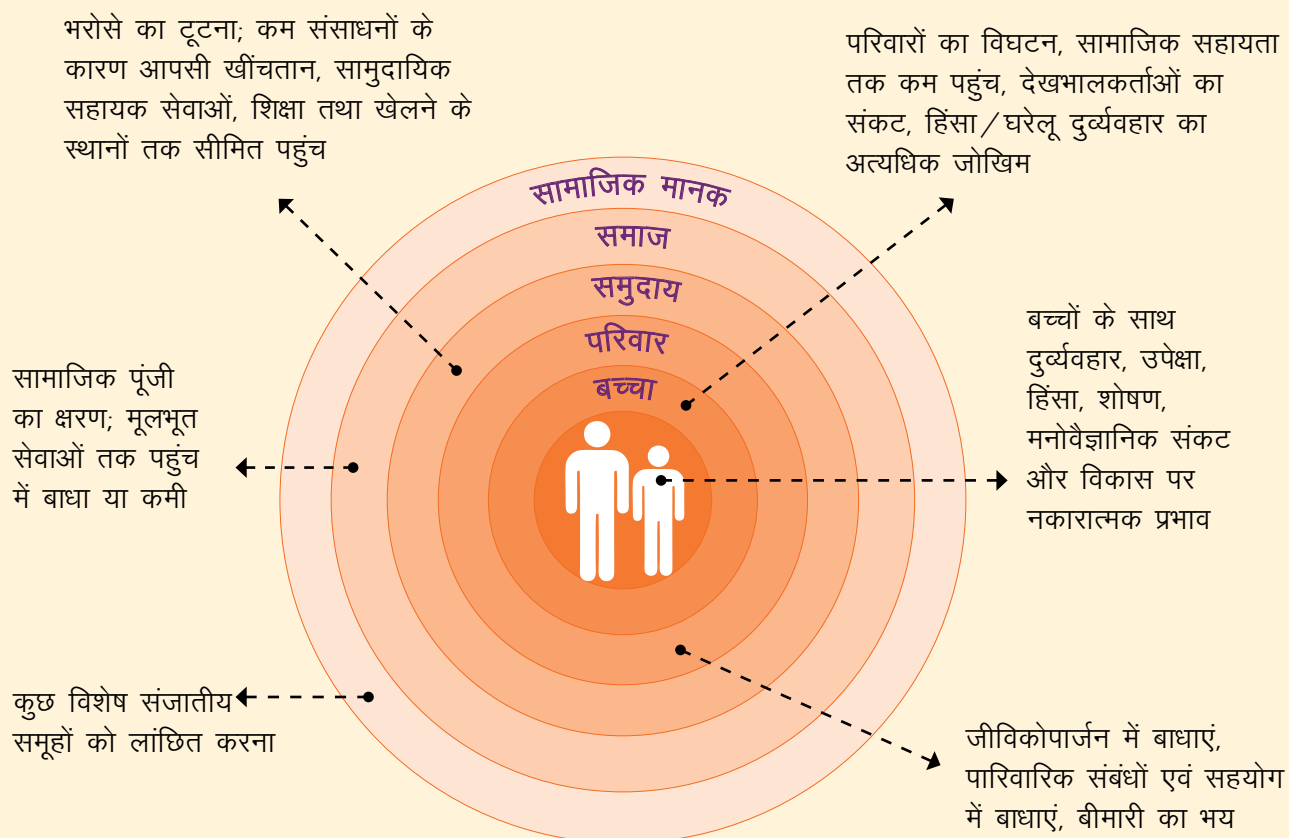 भरोसे का टूटना; कम संसाधनों के
कारण आपसी खींचतान, सामुदायिक
सहायक सेवाओं, शिक्षा तथा खेलने के
स्थानों तक सीमित पहुंच
परिवारों का विघटन, सामाजिक सहायता
तक कम पहुंच, देखभालकर्ताओं का
संकट, हिंसा/घरेलू दुर्व्यवहार का
अत्यधिक जोखिम
सामाजिक मानक
समाज
समुदाय
परिवार
बच्चा
बच्चों के साथ
दुर्व्यवहार, उपेक्षा,
हिंसा, शोषण,
मनोवैज्ञानिक संकट
और विकास पर
नकारात्मक प्रभाव
सामाजिक पूंजी
का क्षरण; मूलभूत
सेवाओं तक पहुंच
में बाधा या कमी
कुछ विशेष संजातीय
समूहों को लांछित करना
जीविकोपार्जन में बाधाएं,
पारिवारिक संबंधों एवं सहयोग
में बाधाएं, बीमारी का भय